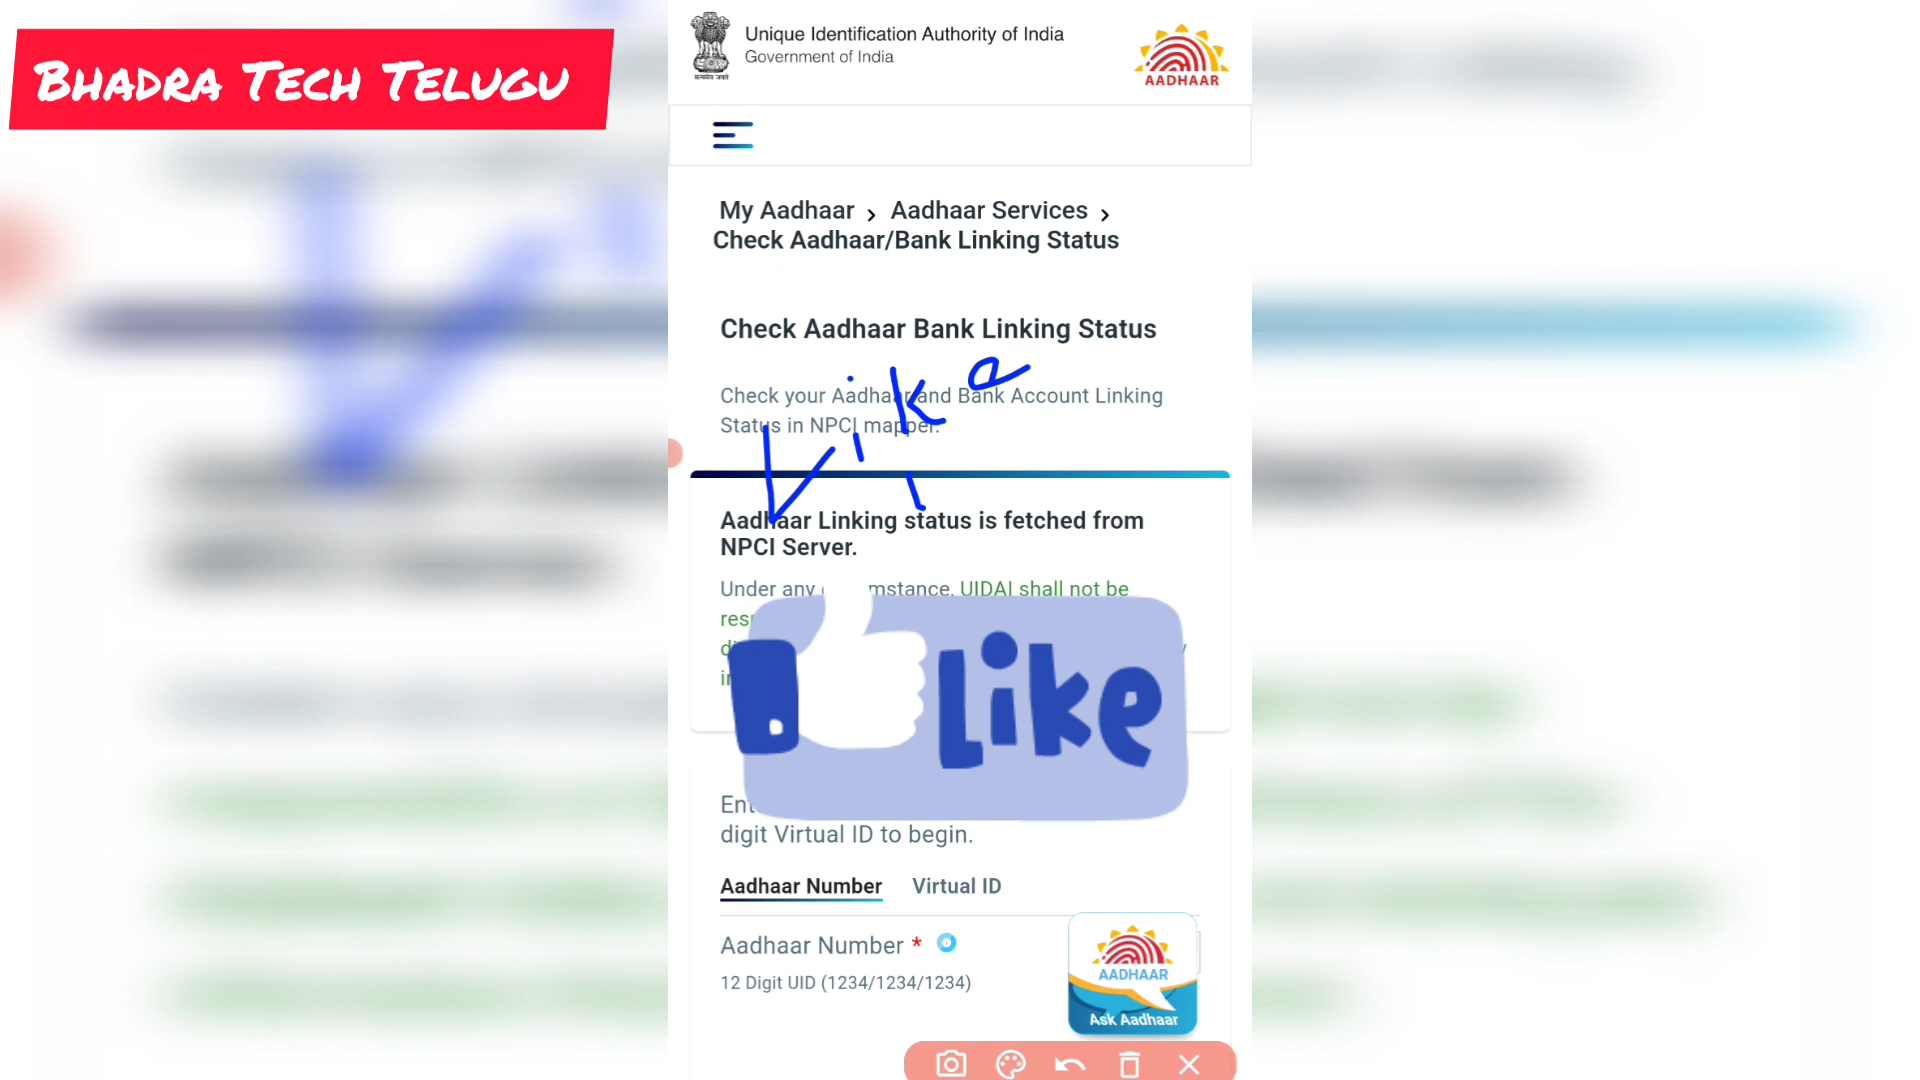 Bhadra Tech Telugu
Unique Identification Authority of India
Government of India
AADHAAR
My Aadhaar › Aadhaar Services ›
Check Aadhaar/Bank Linking Status
Check Aadhaar Bank Linking Status
Check your Aadhaar and Bank Account Linking
Status in NPCI mapper.
Aadhaar Linking status is fetched from
NPCI Server.
Under any mstance, UIDAI shall not be
Like
digit Virtual ID to begin.
Aadhaar Number Virtual ID
Aadhaar Number *
12 Digit UID (1234/1234/1234)
AADHAAR
Ask Aadhaar